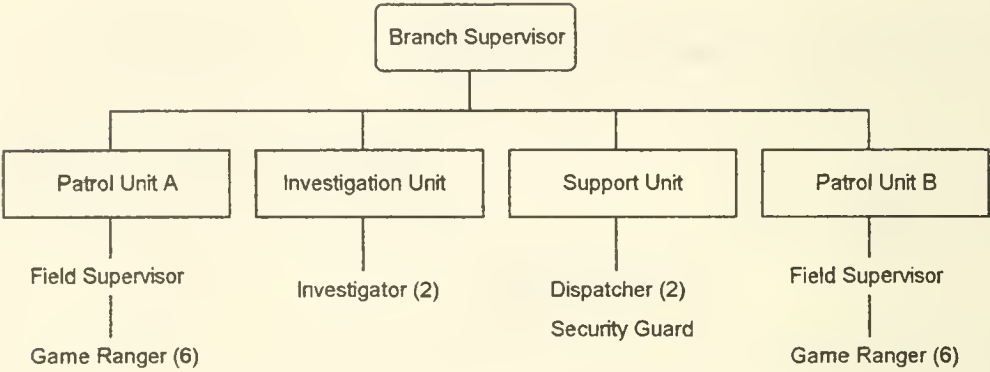 Branch Supervisor
Patrol Unit A
Investigation Unit
Support Unit
Patrol Unit B
Field Supervisor
Investigator (2)
Dispatcher (2)
Security Guard
Field Supervisor
Game Ranger (6)
Game Ranger (6)